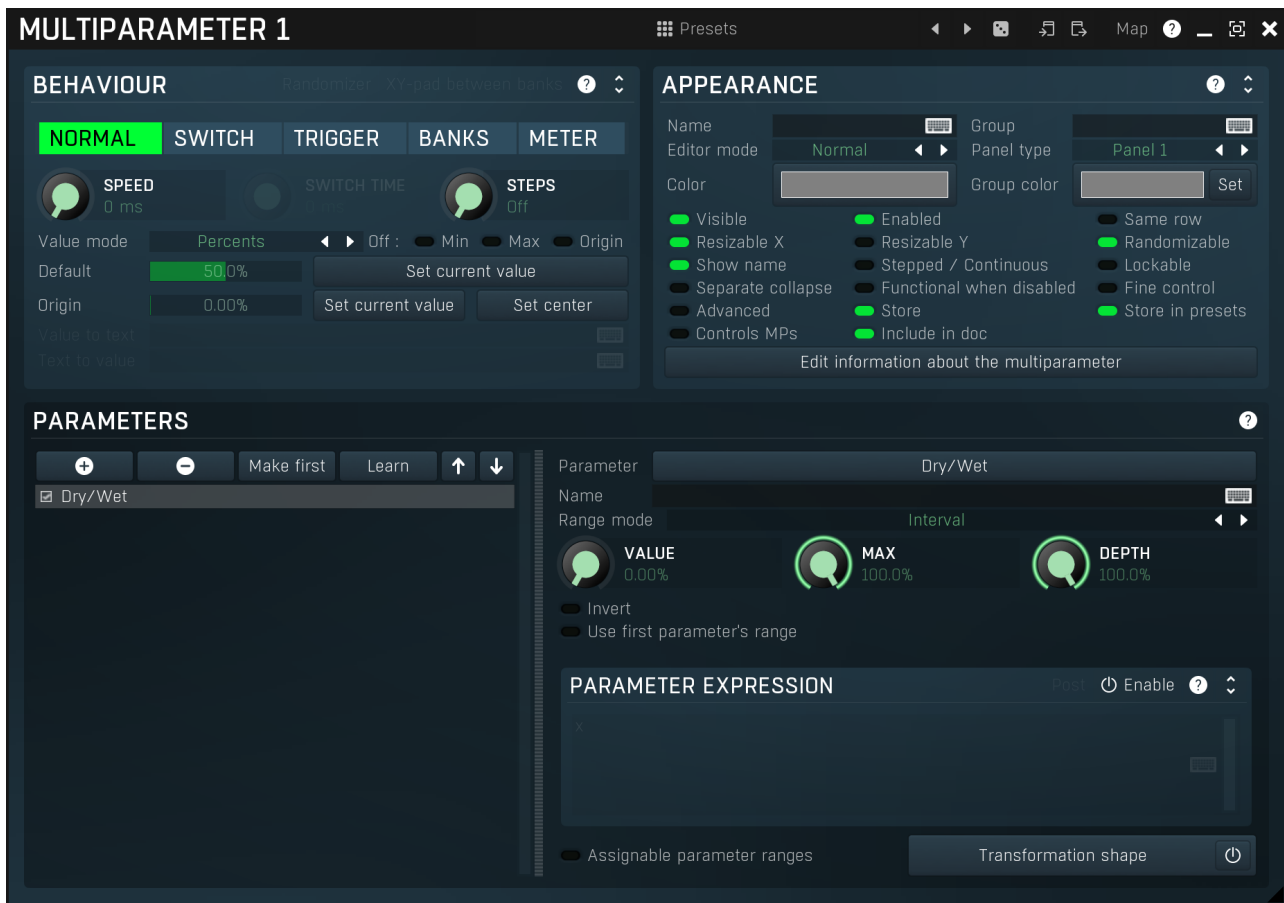 MULTIPARAMETER 1 Presets Map ?
BEHAVIOUR Randomizer XY-pad between banks ?
NORMAL SWITCH TRIGGER BANKS METER
SPEED SWITCH TIME STEPS
0 ms Off
Value mode Percents Off : Min Max Origin
Default 50.0% Set current value
Origin 0.00% Set current value Set center
Value to text
Text to value
APPEARANCE ?
Name Group
Editor mode Normal Panel type Panel 1
Color Group color Set
Visible Enabled Same row
Resizable X Resizable Y Randomizable
Show name Stepped / Continuous Lockable
Separate collapse Functional when disabled Fine control
Advanced Store Store in presets
Controls MPs Include in doc
Edit information about the multiparameter
PARAMETERS ?
Make first Learn
Dry/Wet
Parameter Dry/Wet
Name
Range mode Interval
VALUE MAX DEPTH
0.00% 100.0% 100.0%
Invert
Use first parameter's range
PARAMETER EXPRESSION Post Enable ?
x
Assignable parameter ranges Transformation shape